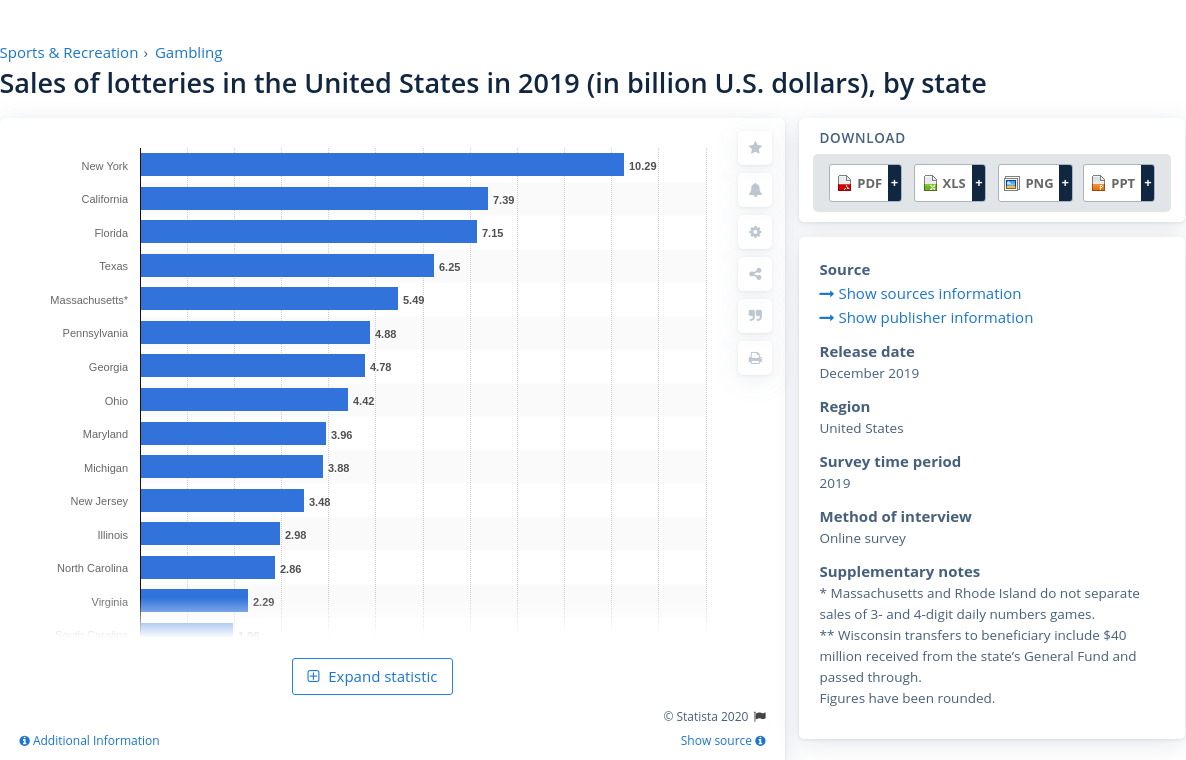 Sports & Recreation › Gambling
Sales of lotteries in the United States in 2019 (in billion U.S. dollars), by state
New York 10.29
California 7.39
Florida 7.15
Texas 6.25
Massachusetts* 5.49
Pennsylvania 4.88
Georgia 4.78
Ohio 4.42
Maryland 3.96
Michigan 3.88
New Jersey 3.48
Illinois 2.98
North Carolina 2.86
Virginia 2.29
South Carolina
Expand statistic
© Statista 2020
Additional Information
Show source
DOWNLOAD
PDF + XLS + PNG + PPT +
Source
Show sources information
Show publisher information
Release date
December 2019
Region
United States
Survey time period
2019
Method of interview
Online survey
Supplementary notes
* Massachusetts and Rhode Island do not separate
sales of 3- and 4-digit daily numbers games.
** Wisconsin transfers to beneficiary include $40
million received from the state’s General Fund and
passed through.
Figures have been rounded.